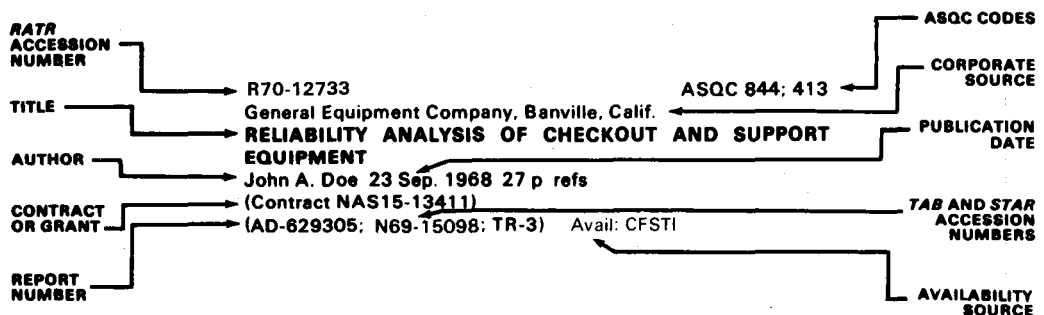 RATR
ACCESSION
NUMBER
TITLE
AUTHOR
CONTRACT
OR GRANT
REPORT
NUMBER
R70-12733 ASQC 844; 413
General Equipment Company, Banville, Calif.
RELIABILITY ANALYSIS OF CHECKOUT AND SUPPORT
EQUIPMENT
John A. Doe 23 Sep. 1968 27 p refs
(Contract NAS15-13411)
(AD-629305; N69-15098; TR-3) Avail: CFSTI
ASQC CODES
CORPORATE
SOURCE
PUBLICATION
DATE
TAB AND STAR
ACCESSION
NUMBERS
AVAILABILITY
SOURCE